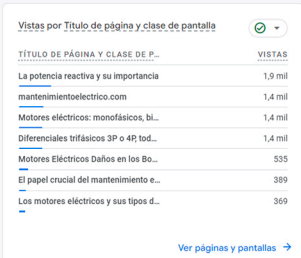 Vistas por Título de página y clase de pantalla
TÍTULO DE PÁGINA Y CLASE DE P... VISTAS
La potencia reactiva y su importancia 1,9 mil
mantenimientoelectrico.com 1,4 mil
Motores eléctricos: monofásicos, bi... 1,4 mil
Diferenciales trifásicos 3P o 4P, tod... 1,4 mil
Motores Eléctricos Daños en los Bo... 535
El papel crucial del mantenimiento e... 389
Los motores eléctricos y sus tipos d... 369
Ver páginas y pantallas